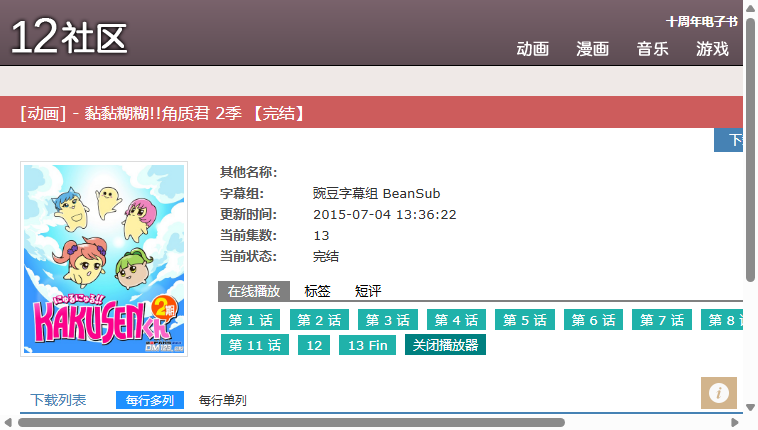 十周年电子书
12社区
动画 漫画 音乐 游戏
[动画] - 黏黏糊糊!!角质君 2季 【完结】
下
其他名称:
字幕组: 豌豆字幕组 BeanSub
更新时间: 2015-07-04 13:36:22
当前集数: 13
当前状态: 完结
にゅるにゅる!!
KAKUSENくん
2期
在线播放 标签 短评
第 1 话 第 2 话 第 3 话 第 4 话 第 5 话 第 6 话 第 7 话 第 8
第 11 话 12 13 Fin 关闭播放器
下载列表 每行多列 每行单列